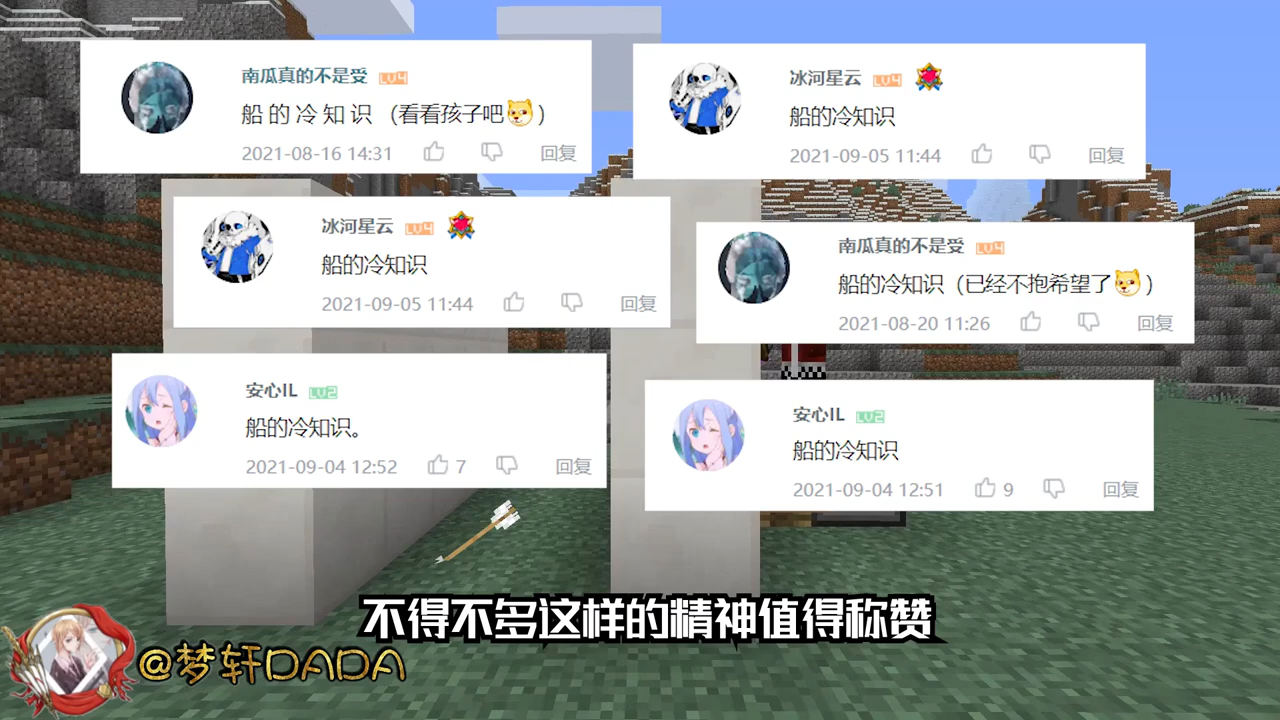 南瓜真的不是受 LV4
船 的 冷 知 识 （看看孩子吧）
2021-08-16 14:31 回复
冰河星云 LV4
船的冷知识
2021-09-05 11:44 回复
冰河星云 LV4
船的冷知识
2021-09-05 11:44 回复
南瓜真的不是受 LV4
船的冷知识（已经不抱希望了）
2021-08-20 11:26 回复
安心IL LV2
船的冷知识。
2021-09-04 12:52 7 回复
安心IL LV2
船的冷知识
2021-09-04 12:51 9 回复
不得不多这样的精神值得称赞
@梦轩DADA